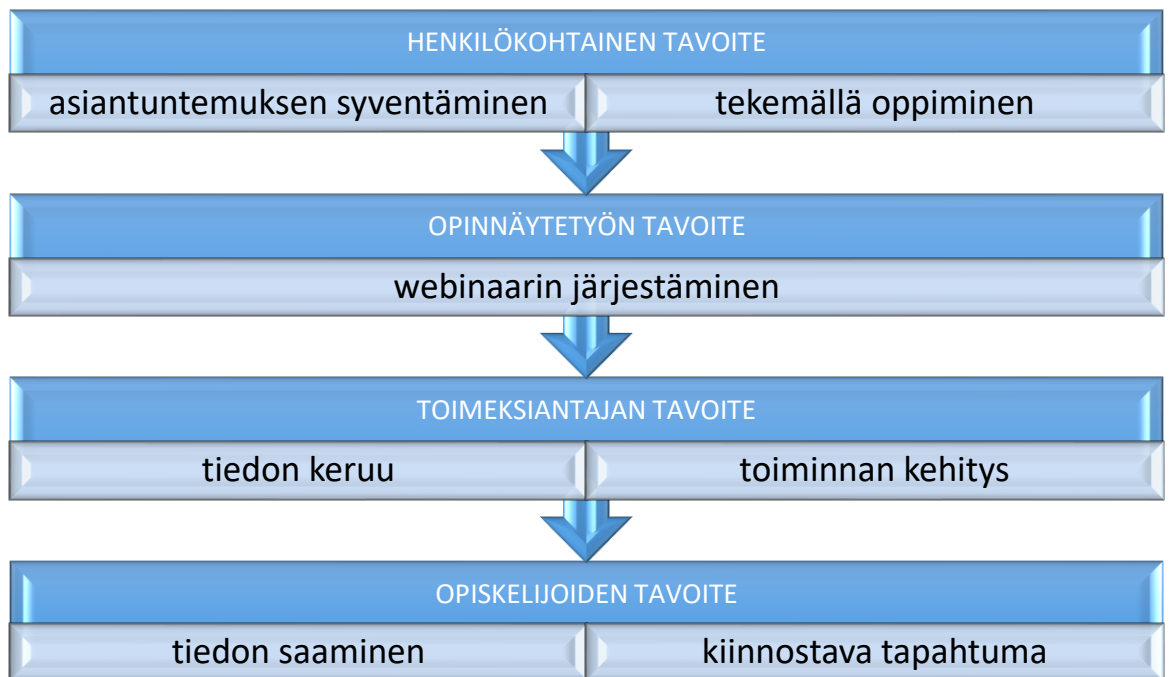 HENKILÖKOHTAINEN TAVOITE
asiantuntemuksen syventäminen
tekemällä oppiminen
OPINNÄYTETYÖN TAVOITE
webinaarin järjestäminen
TOIMEKSIANTAJAN TAVOITE
tiedon keruu
toiminnan kehitys
OPISKELIJOIDEN TAVOITE
tiedon saaminen
kiinnostava tapahtuma